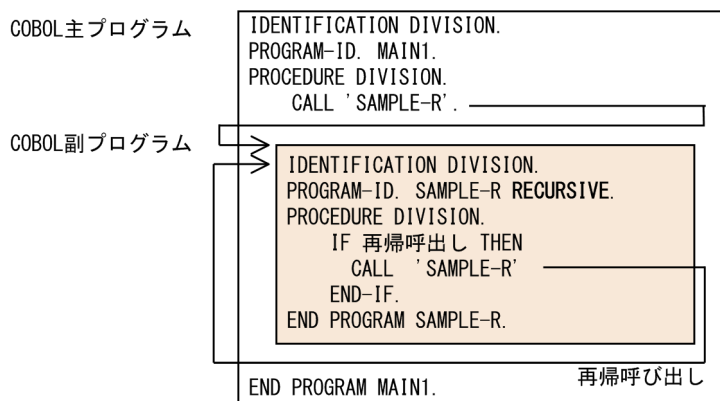 COBOL主プログラム
IDENTIFICATION DIVISION.
PROGRAM-ID. MAIN1.
PROCEDURE DIVISION.
CALL 'SAMPLE-R'.
COBOL副プログラム
IDENTIFICATION DIVISION.
PROGRAM-ID. SAMPLE-R RECURSIVE.
PROCEDURE DIVISION.
IF 再帰呼出し THEN
CALL 'SAMPLE-R'
END-IF.
END PROGRAM SAMPLE-R.
再帰呼び出し
END PROGRAM MAIN1.